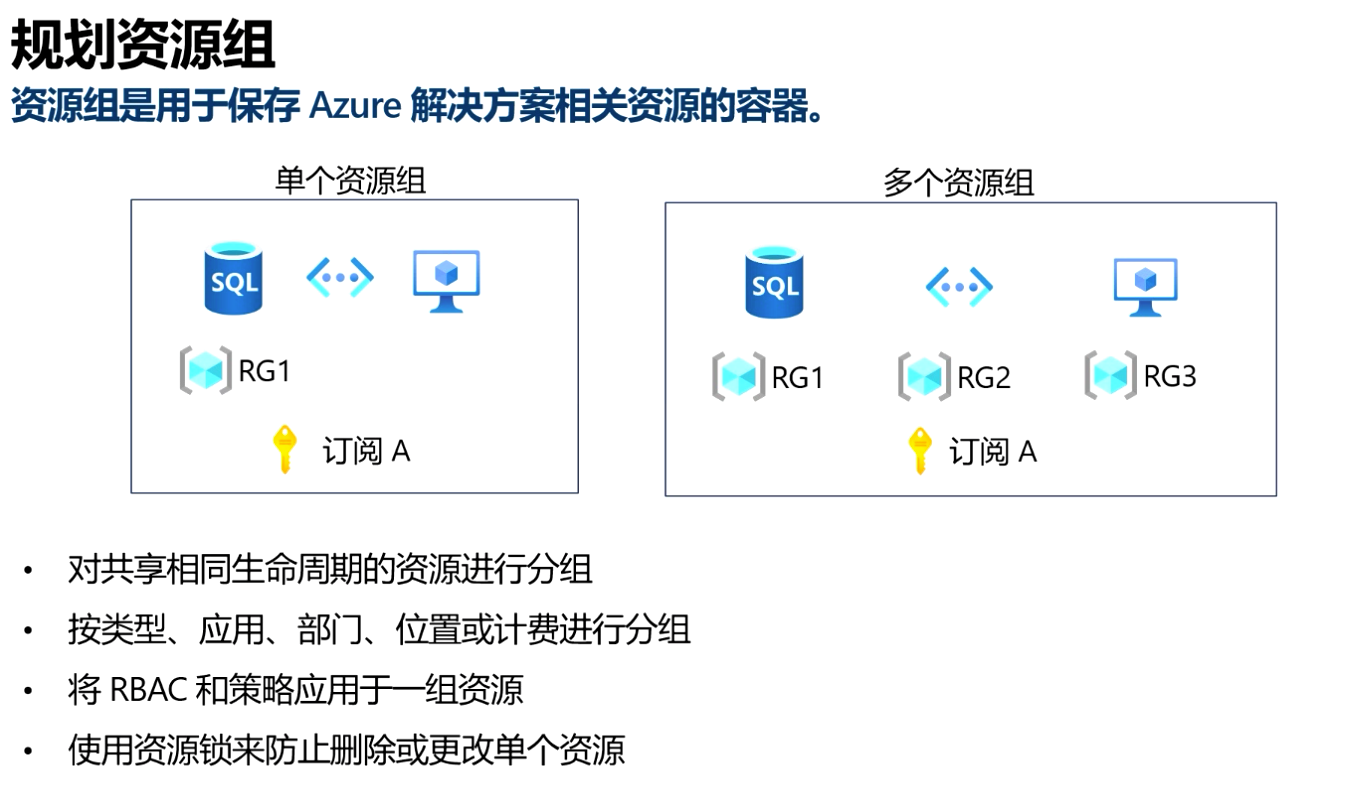 规划资源组
资源组是用于保存 Azure 解决方案相关资源的容器。
单个资源组
SQL
RG1
订阅 A
多个资源组
SQL
RG1
RG2
RG3
订阅 A
• 对共享相同生命周期的资源进行分组
• 按类型、应用、部门、位置或计费进行分组
• 将 RBAC 和策略应用于一组资源
• 使用资源锁来防止删除或更改单个资源